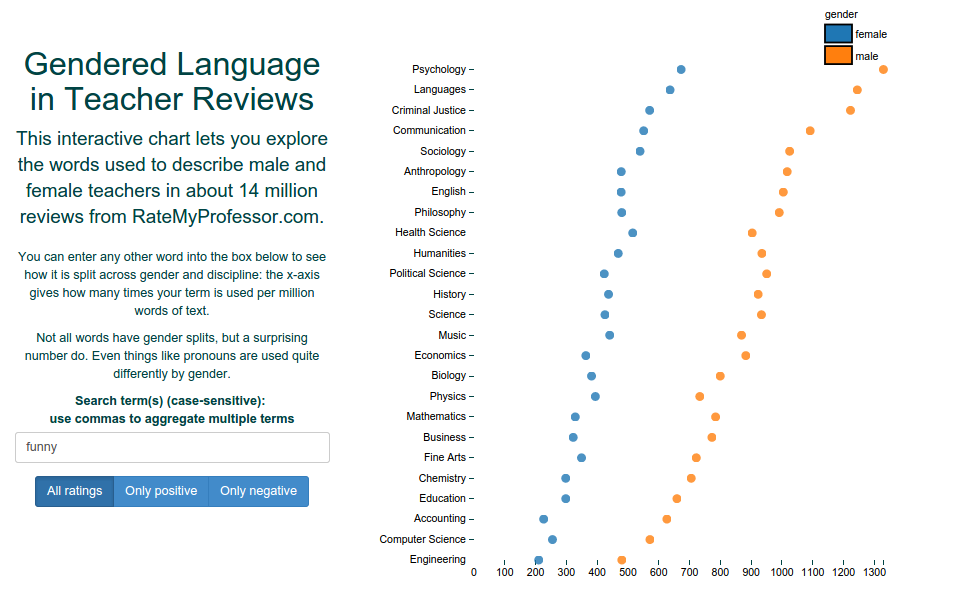 Gendered Language
in Teacher Reviews
This interactive chart lets you explore
the words used to describe male and
female teachers in about 14 million
reviews from RateMyProfessor.com.
You can enter any other word into the box below to see
how it is split across gender and discipline: the x-axis
gives how many times your term is used per million
words of text.
Not all words have gender splits, but a surprising
number do. Even things like pronouns are used quite
differently by gender.
Search term(s) (case-sensitive):
use commas to aggregate multiple terms
funny
All ratings Only positive Only negative
gender
female
male
Psychology
Languages
Criminal Justice
Communication
Sociology
Anthropology
English
Philosophy
Health Science
Humanities
Political Science
History
Science
Music
Economics
Biology
Physics
Mathematics
Business
Fine Arts
Chemistry
Education
Accounting
Computer Science
Engineering
0 100 200 300 400 500 600 700 800 900 1000 1100 1200 1300